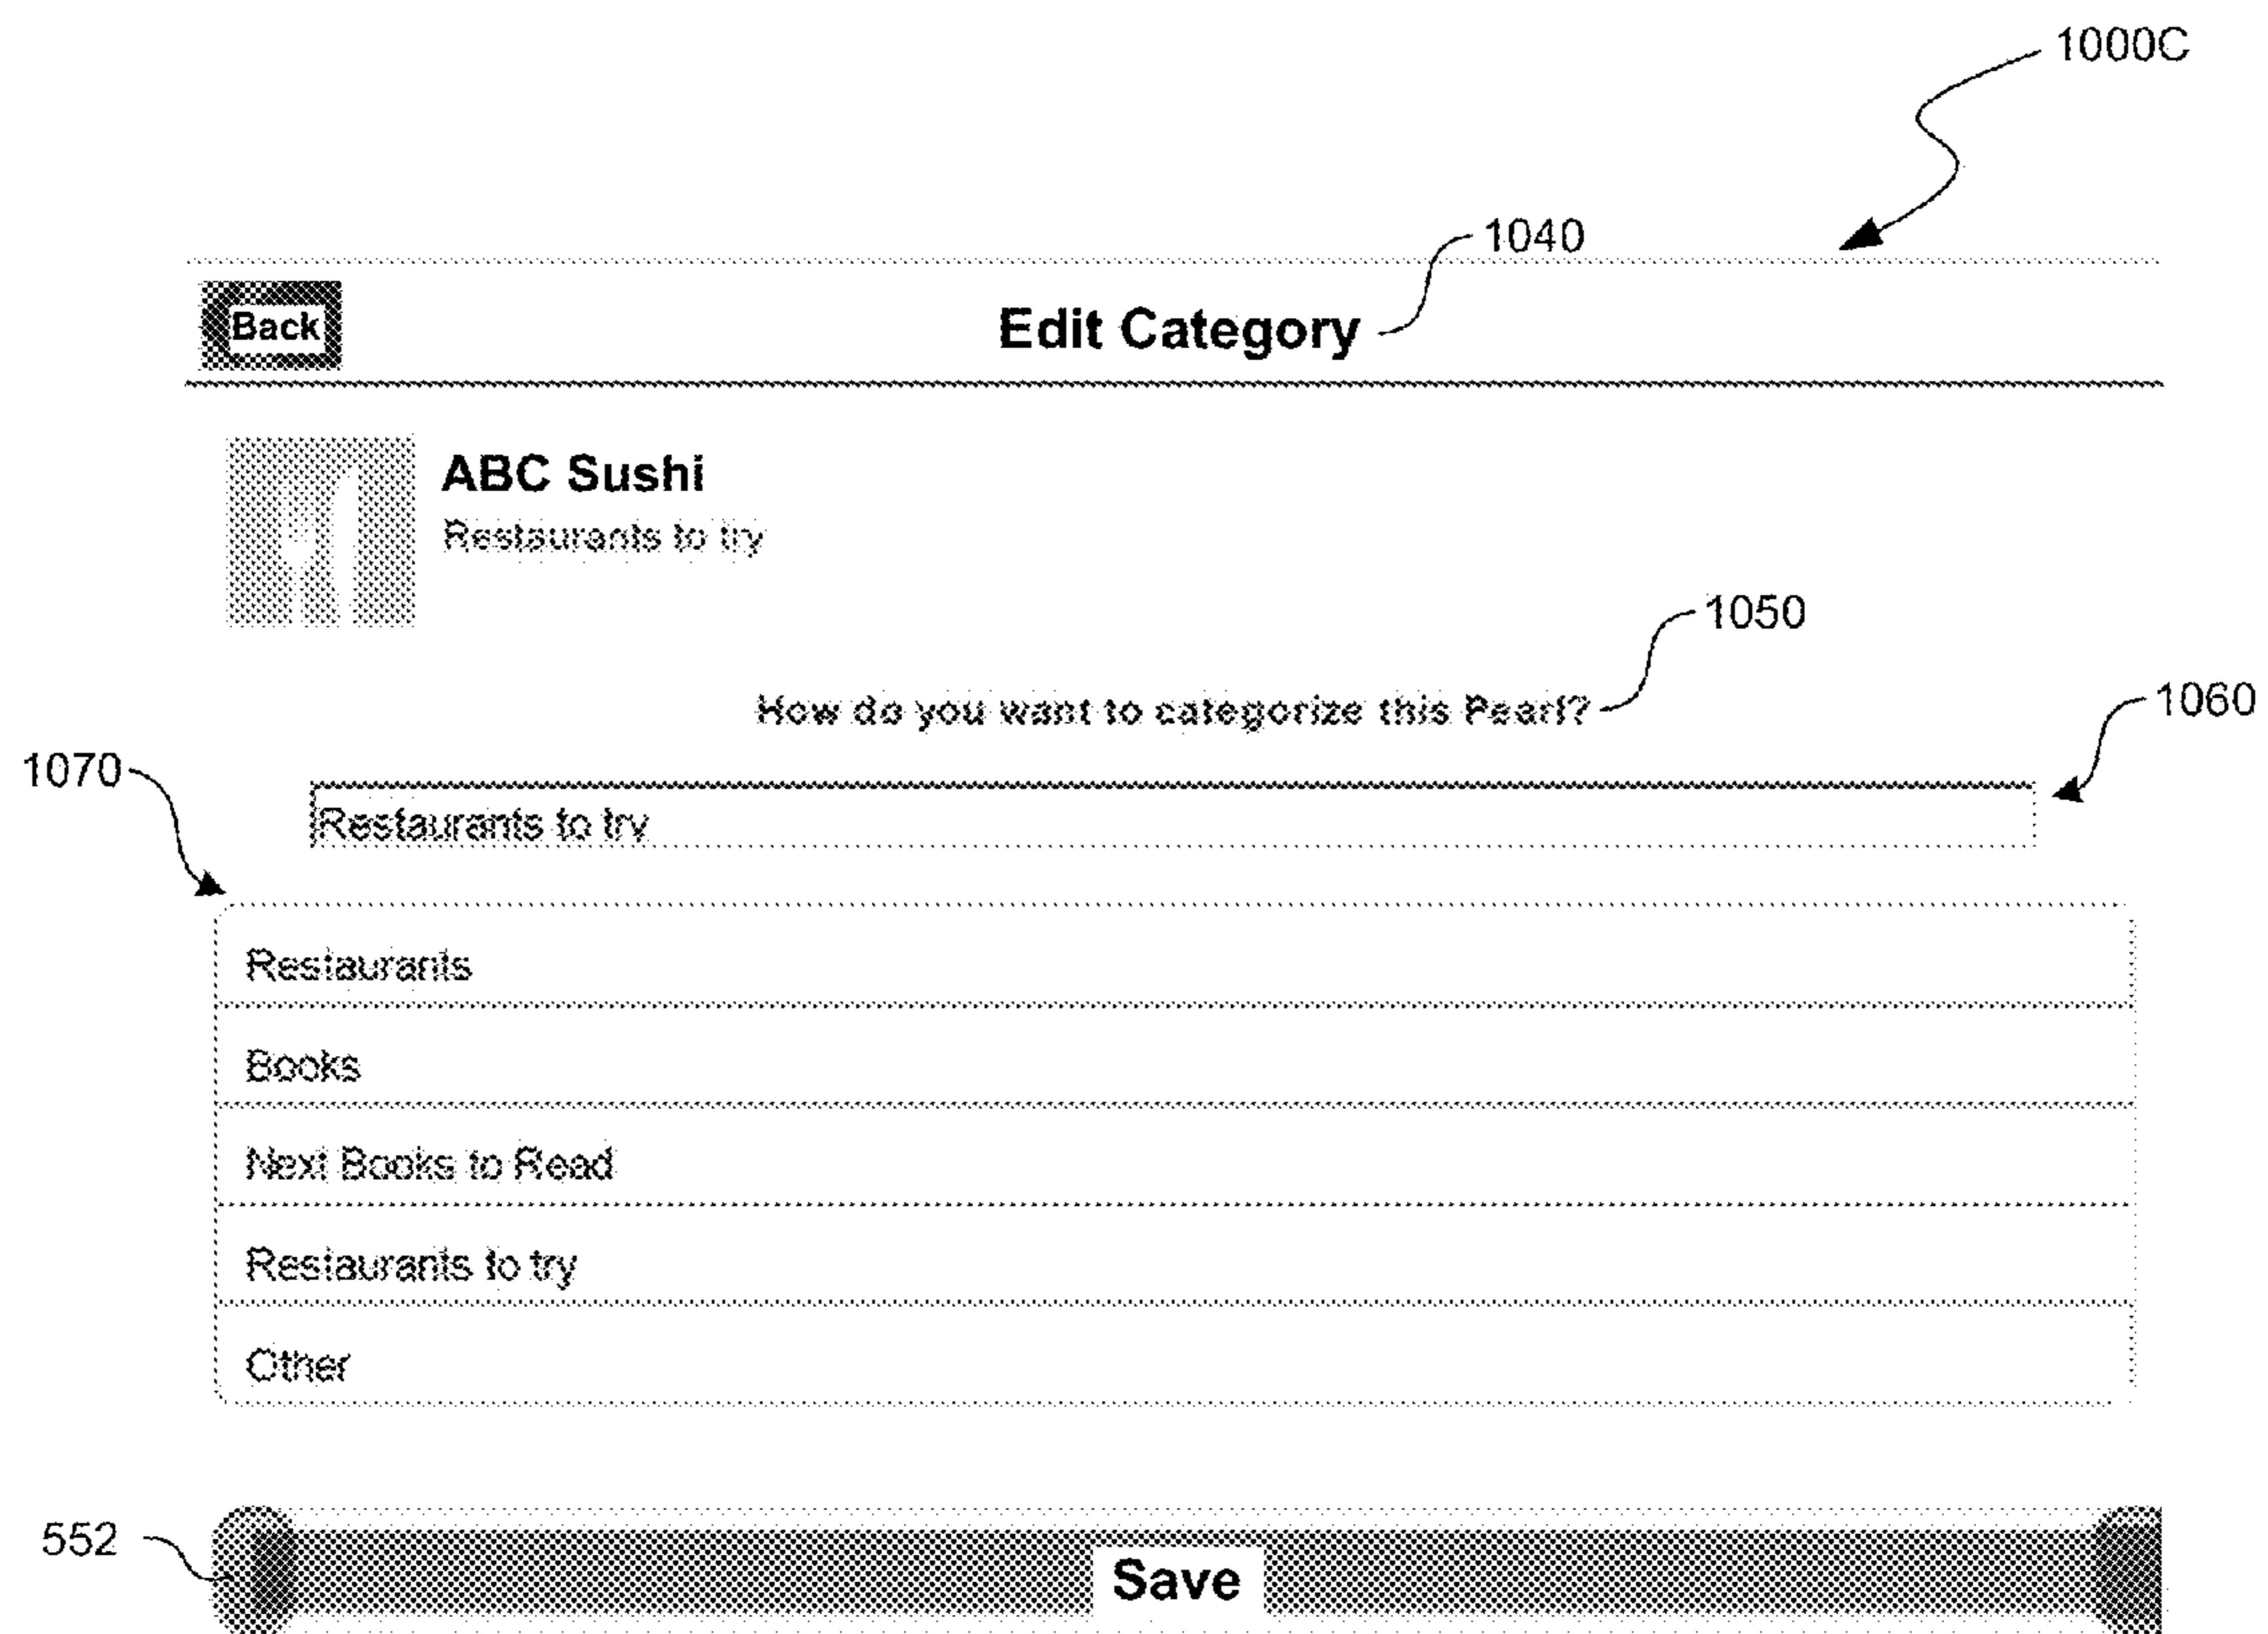 1000C
1040
Back
Edit Category
ABC Sushi
Restaurants to try
1050
How do you want to categorize this Pearl?
1060
1070
Restaurants to try
Restaurants
Books
Next Books to Read
Restaurants to try
Other
552
Save